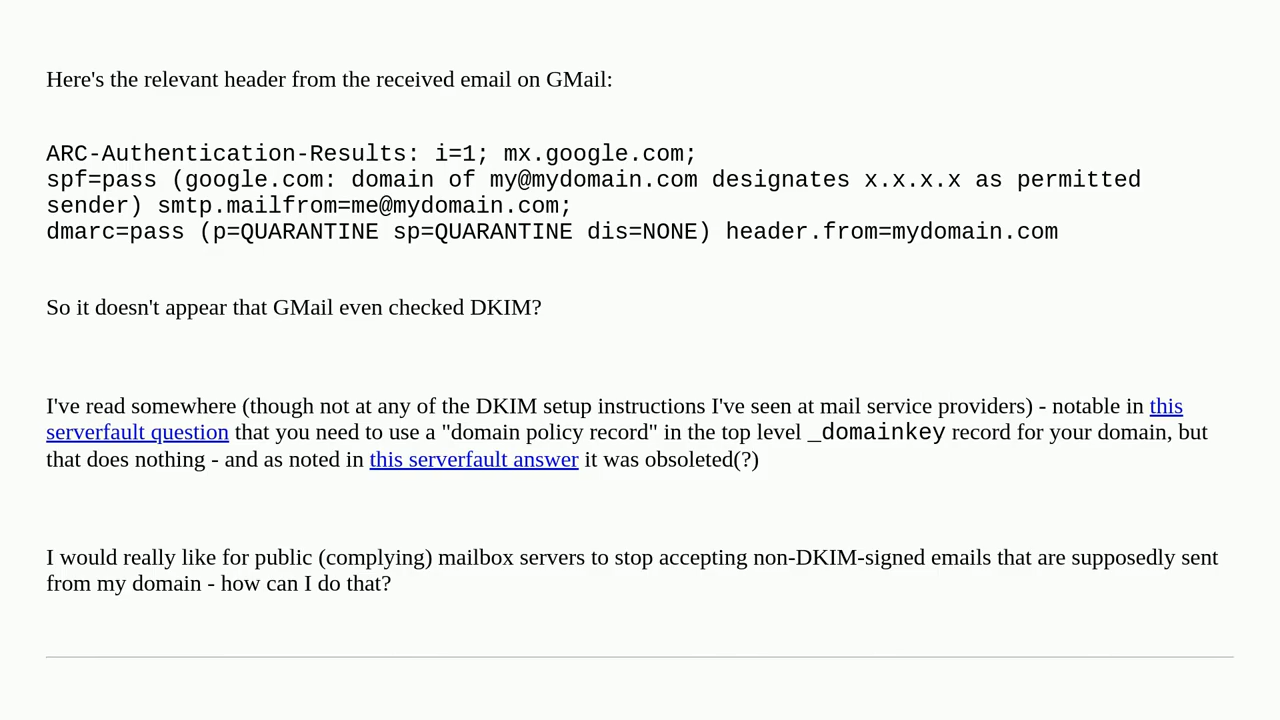 Here's the relevant header from the received email on GMail:
ARC-Authentication-Results: i=1; mx.google.com;
spf=pass (google.com: domain of my@mydomain.com designates x.x.x.x as permitted
sender) smtp.mailfrom=me@mydomain.com;
dmarc=pass (p=QUARANTINE sp=QUARANTINE dis=NONE) header.from=mydomain.com
So it doesn't appear that GMail even checked DKIM?
I've read somewhere (though not at any of the DKIM setup instructions I've seen at mail service providers) - notable in this
serverfault question that you need to use a "domain policy record" in the top level _domainkey record for your domain, but
that does nothing - and as noted in this serverfault answer it was obsoleted(?)
I would really like for public (complying) mailbox servers to stop accepting non-DKIM-signed emails that are supposedly sent
from my domain - how can I do that?